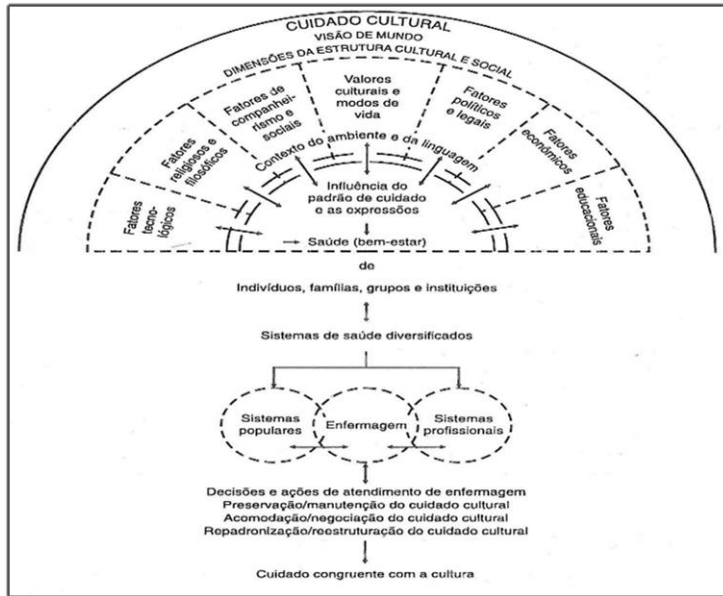 CUIDADO CULTURAL
VISÃO DE MUNDO
DIMENSÕES DA ESTRUTURA CULTURAL E SOCIAL
Fatores
tecno-
lógicos
Fatores
religiosos e
filosóficos
Fatores de
companhei-
rismo e
sociais
Valores
culturais e
modos de
vida
Fatores
políticos
e legais
Fatores
económicos
Fatores
educacionais
Contexto do ambiente e da linguagem
Influência do
padrão de cuidado
e as expressões
Saúde (bem-estar)
de
Indivíduos, famílias, grupos e instituições
Sistemas de saúde diversificados
Sistemas
populares
Enfermagem
Sistemas
profissionais
Decisões e ações de atendimento de enfermagem
Preservação/manutenção do cuidado cultural
Acomodação/negociação do cuidado cultural
Repadronização/reestruturação do cuidado cultural
Cuidado congruente com a cultura